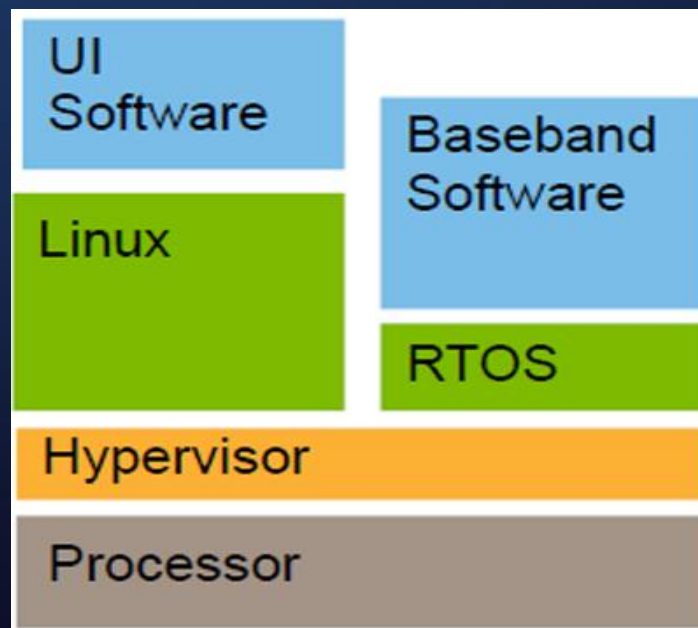 UI
Software
Baseband
Software
Linux
RTOS
Hypervisor
Processor